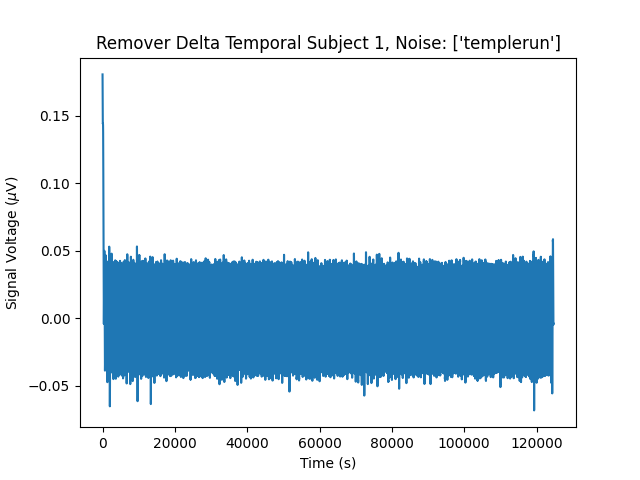 Remover Delta Temporal Subject 1, Noise: ['templerun']
0.15
0.10
0.05
0.00
−0.05
Signal Voltage (μV)
0 20000 40000 60000 80000 100000 120000
Time (s)